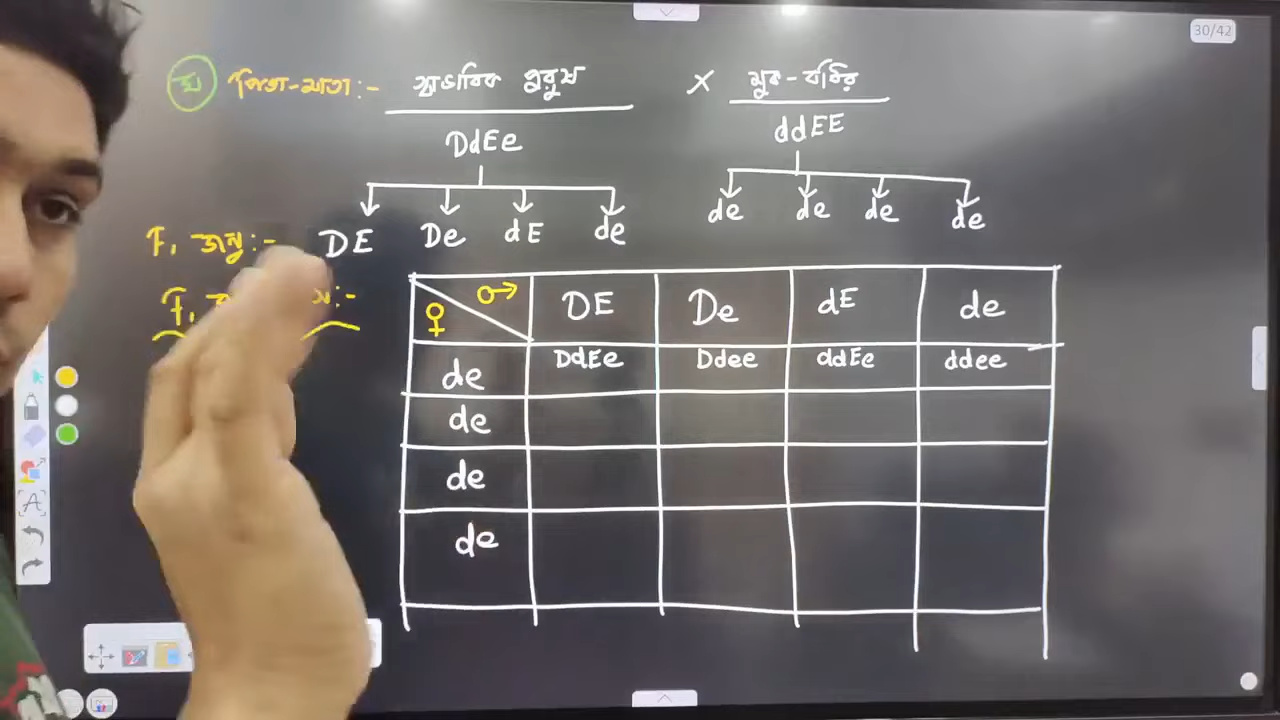 30/42
ঘ পিতা-মাতা:- স্বাভাবিক পুরুষ × মুক-বধির
DdEe ddEE
F₁ জনু:- DE De dE de de de de de
F₁
♀ ♂ DE De dE de
de DdEe Ddee ddEe ddee
de
de
de